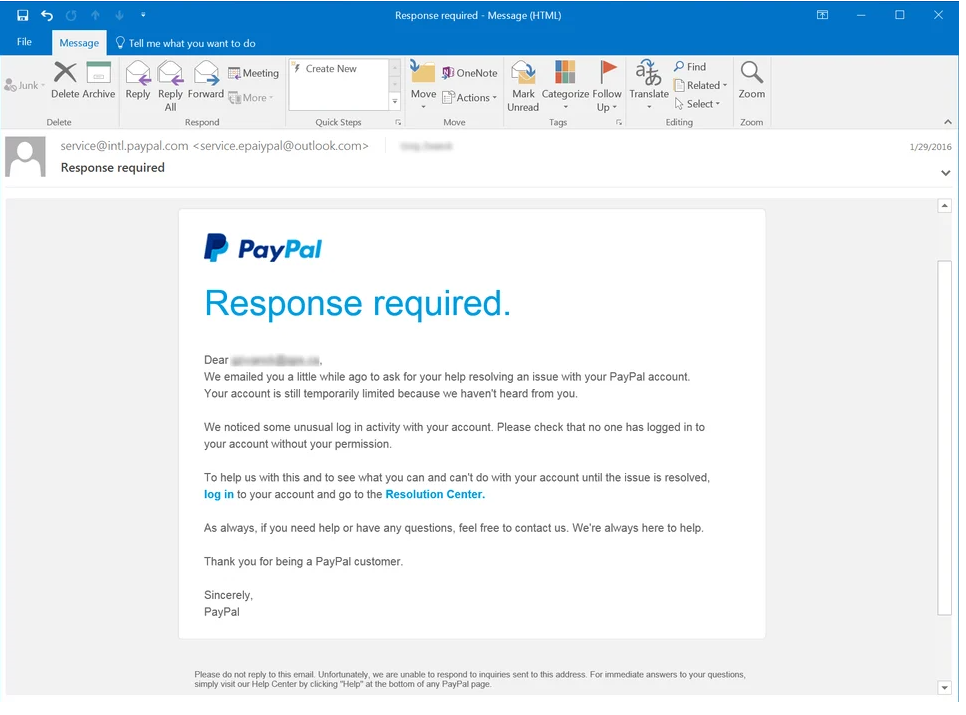 Response required - Message (HTML)
File
Message
Tell me what you want to do
Junk
Delete
Archive
Reply
Reply All
Forward
Meeting
More
Create New
Move
OneNote
Actions
Mark Unread
Categorize
Follow Up
Translate
Find
Related
Select
Zoom
Delete
Respond
Quick Steps
Move
Tags
Editing
Zoom
service@intl.paypal.com <service.epaiypal@outlook.com>
1/29/2016
Response required
PayPal
Response required.
Dear
We emailed you a little while ago to ask for your help resolving an issue with your PayPal account.
Your account is still temporarily limited because we haven't heard from you.
We noticed some unusual log in activity with your account. Please check that no one has logged in to
your account without your permission.
To help us with this and to see what you can and can't do with your account until the issue is resolved,
log in to your account and go to the Resolution Center.
As always, if you need help or have any questions, feel free to contact us. We're always here to help.
Thank you for being a PayPal customer.
Sincerely,
PayPal
Please do not reply to this email. Unfortunately, we are unable to respond to inquiries sent to this address. For immediate answers to your questions,
simply visit our Help Center by clicking "Help" at the bottom of any PayPal page.